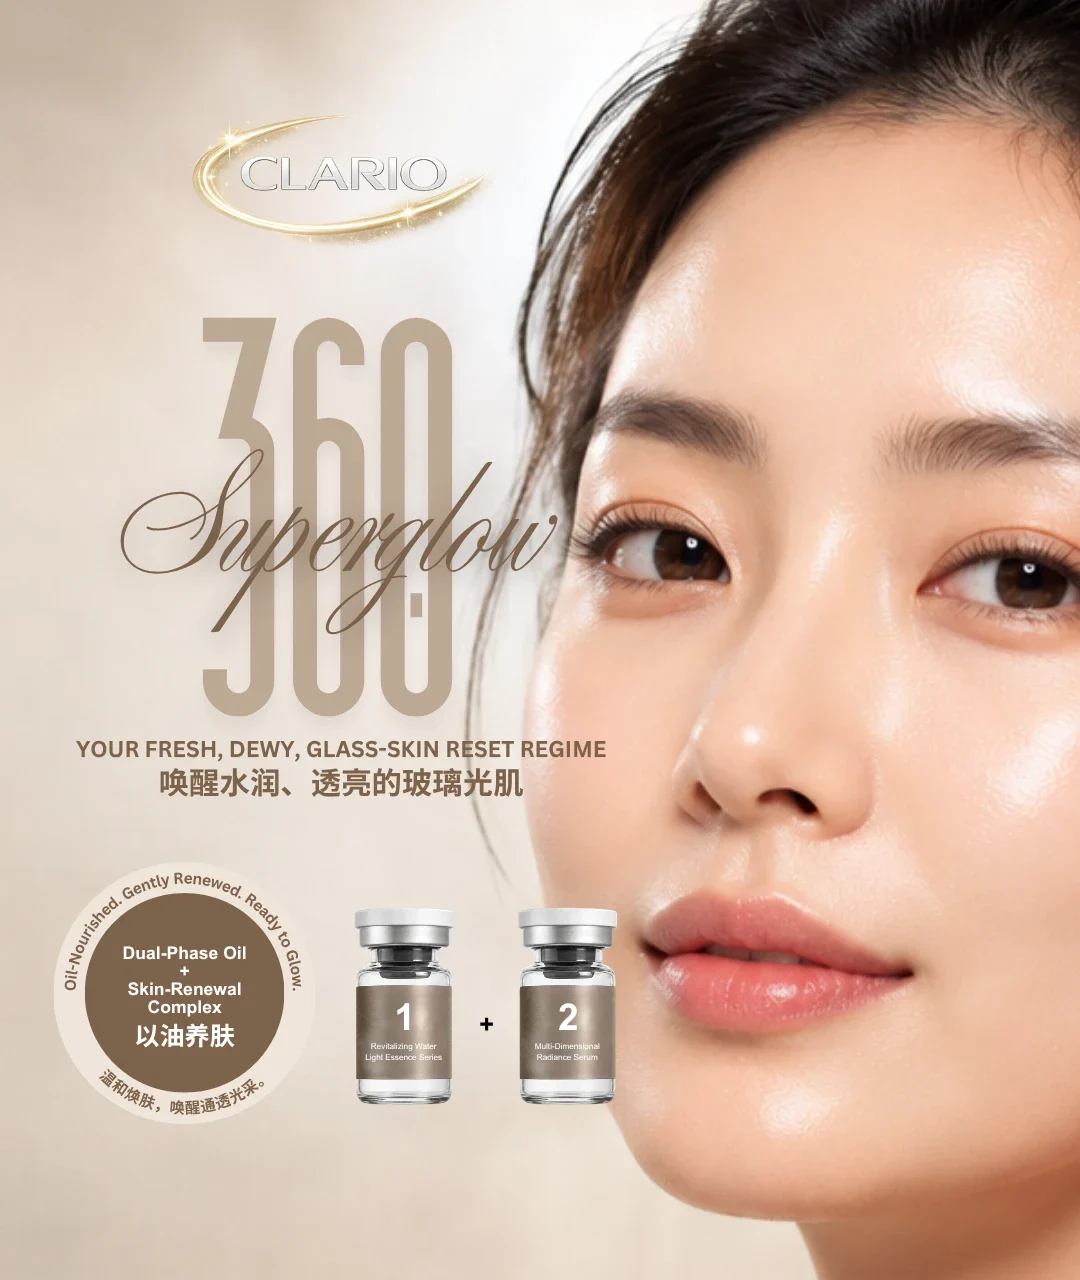 CLARIO
360
Superglow
YOUR FRESH, DEWY, GLASS-SKIN RESET REGIME
唤醒水润、透亮的玻璃光肌
Oil-Nourished. Gently Renewed. Ready to Glow.
Dual-Phase Oil
+
Skin-Renewal
Complex
以油养肤
温和焕肤，唤醒通透光采。
1
Revitalizing Water
Light Essence Series
+
2
Multi-Dimensional
Radiance Serum